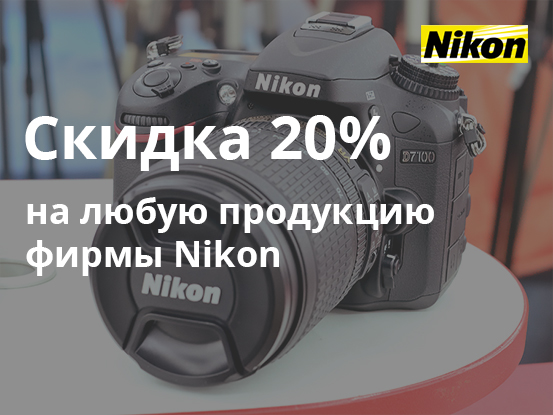 Nikon
Nikon
Скидка 20%
D7100
на любую продукцию
фирмы Nikon
Nikon